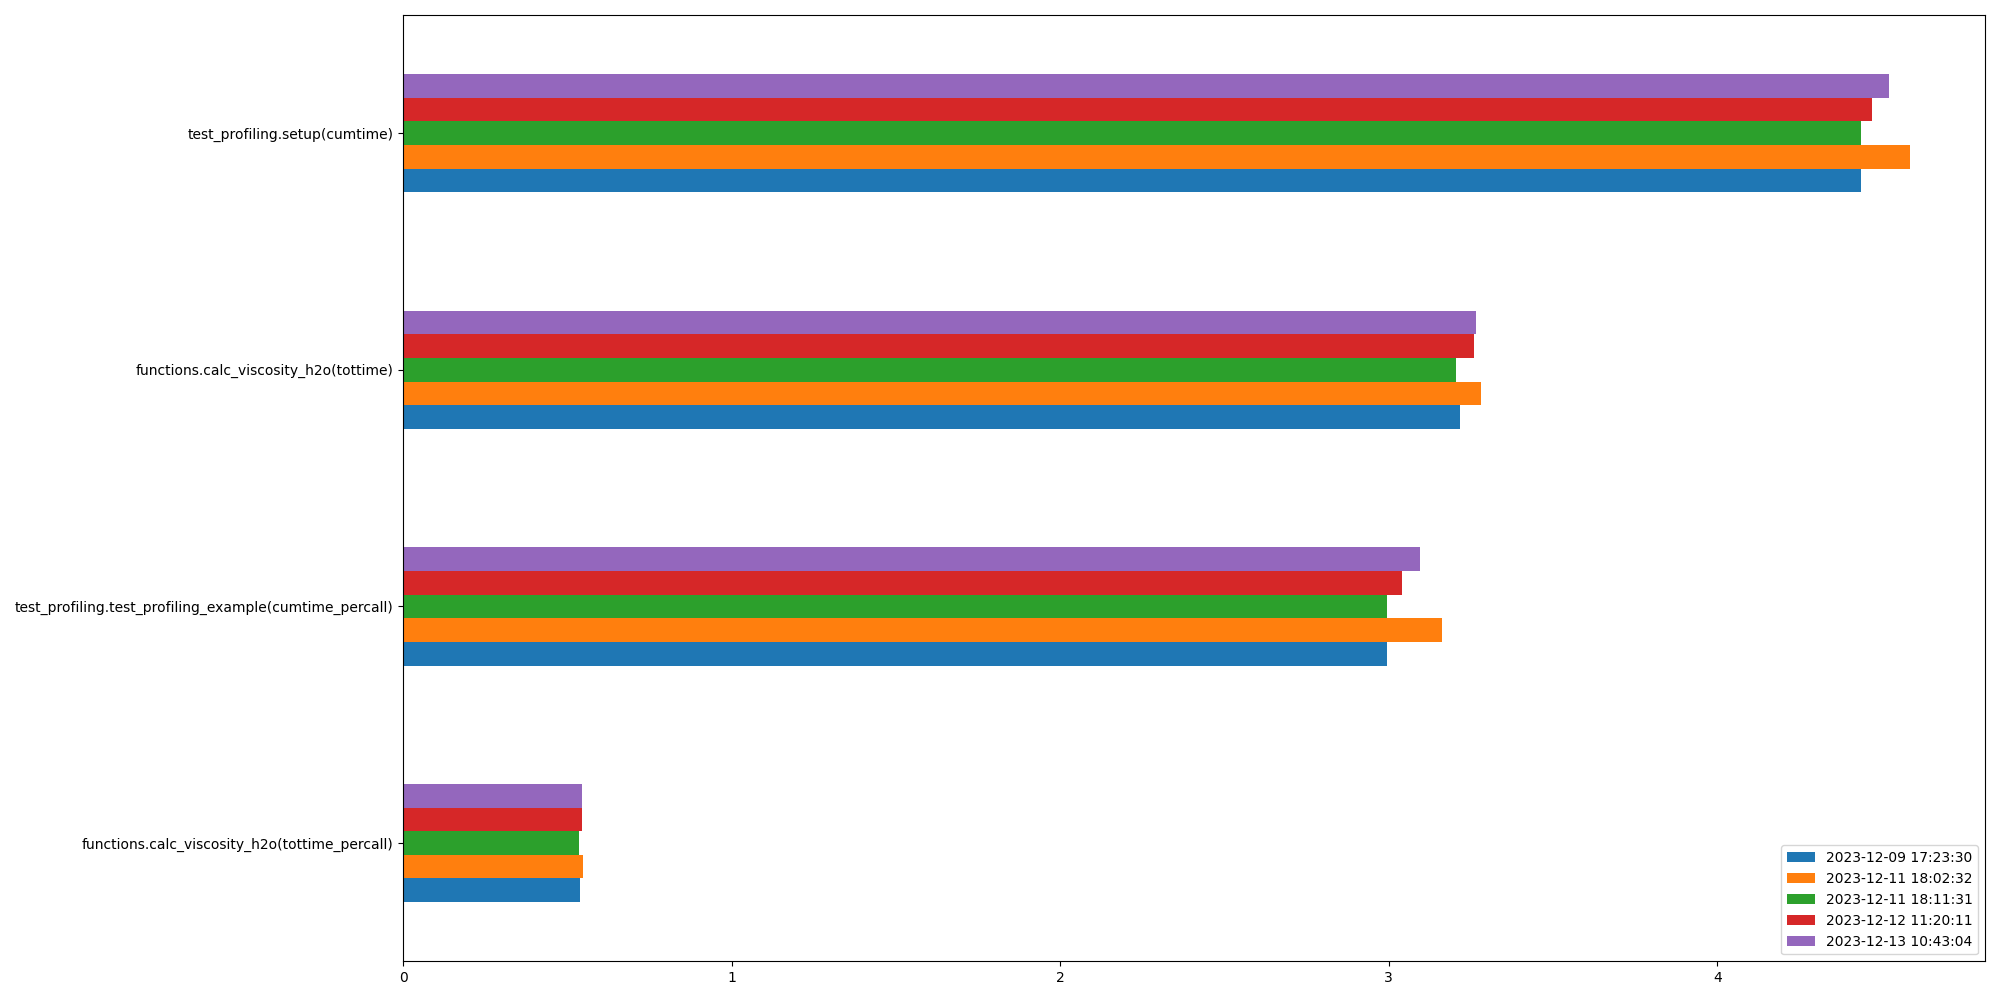 test_profiling.setup(cumtime)
functions.calc_viscosity_h2o(tottime)
test_profiling.test_profiling_example(cumtime_percall)
functions.calc_viscosity_h2o(tottime_percall)
2023-12-09 17:23:30
2023-12-11 18:02:32
2023-12-11 18:11:31
2023-12-12 11:20:11
2023-12-13 10:43:04
0 1 2 3 4